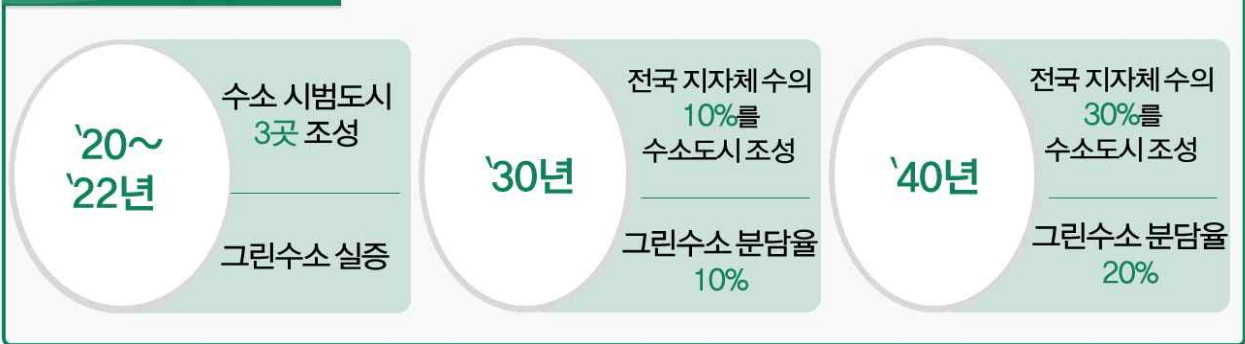 ‵20～
‵22년
수소 시범도시
3곳 조성
그린수소 실증
‵30년
전국 지자체 수의
10%를
수소도시 조성
그린수소 분담율
10%
‵40년
전국 지자체 수의
30%를
수소도시 조성
그린수소 분담율
20%